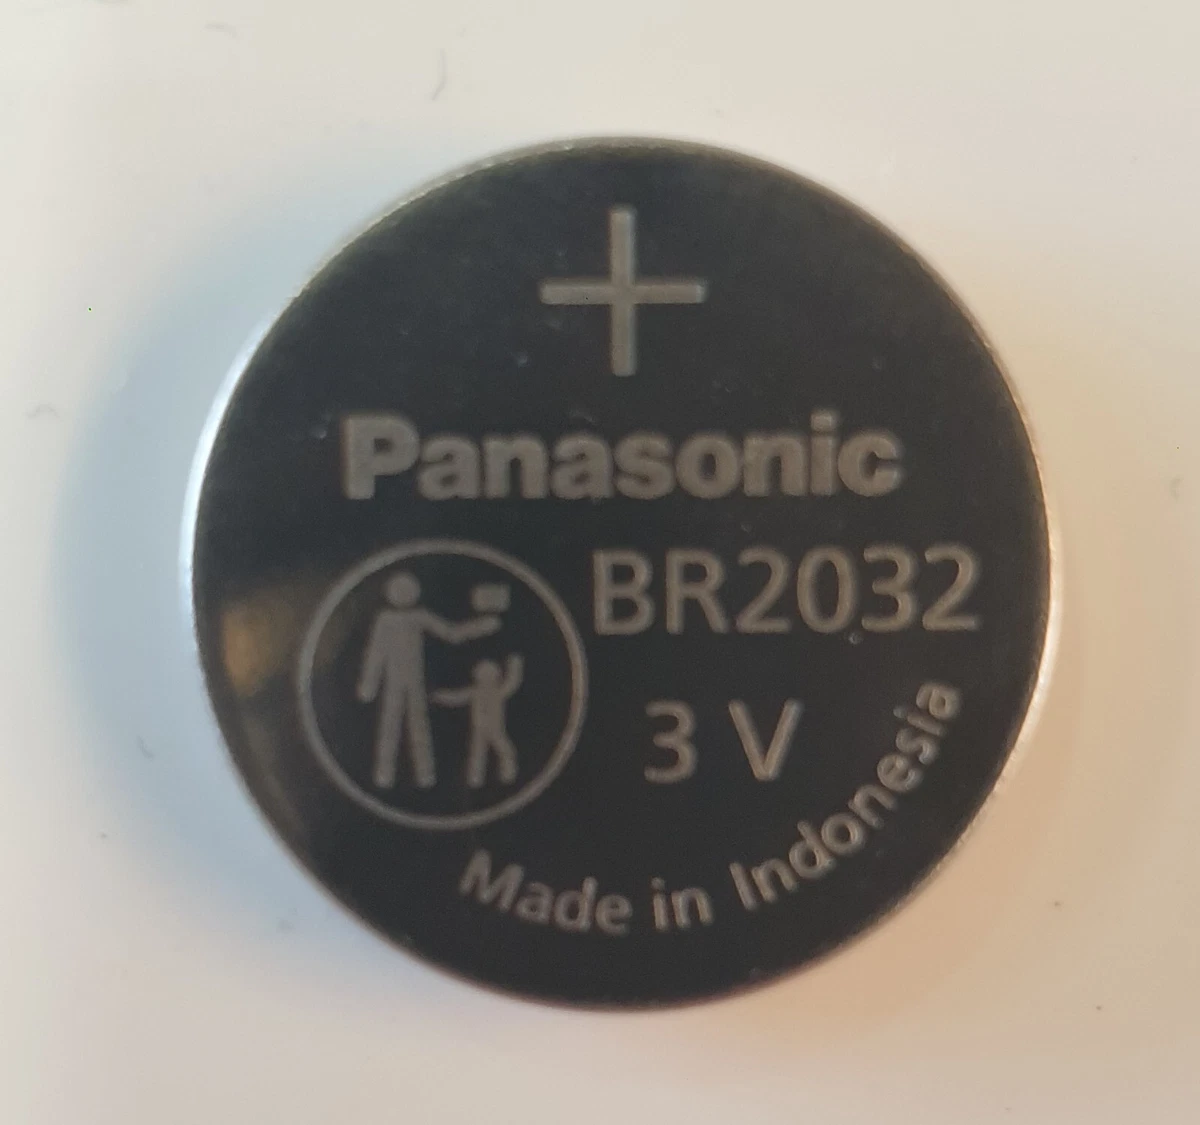 +
Panasonic
BR2032
3 V
Made in Indonesia